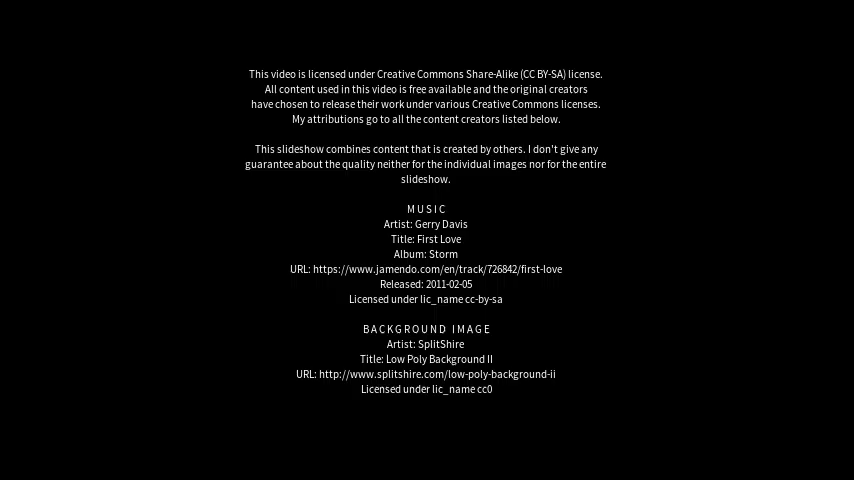 This video is licensed under Creative Commons Share-Alike (CC BY-SA) license.
All content used in this video is free available and the original creators
have chosen to release their work under various Creative Commons licenses.
My attributions go to all the content creators listed below.
This slideshow combines content that is created by others. I don't give any
guarantee about the quality neither for the individual images nor for the entire
slideshow.
MUSIC
Artist: Gerry Davis
Title: First Love
Album: Storm
URL: https://www.jamendo.com/en/track/726842/first-love
Released: 2011-02-05
Licensed under lic_name cc-by-sa
BACKGROUND IMAGE
Artist: SplitShire
Title: Low Poly Background II
URL: http://www.splitshire.com/low-poly-background-ii
Licensed under lic_name cc0